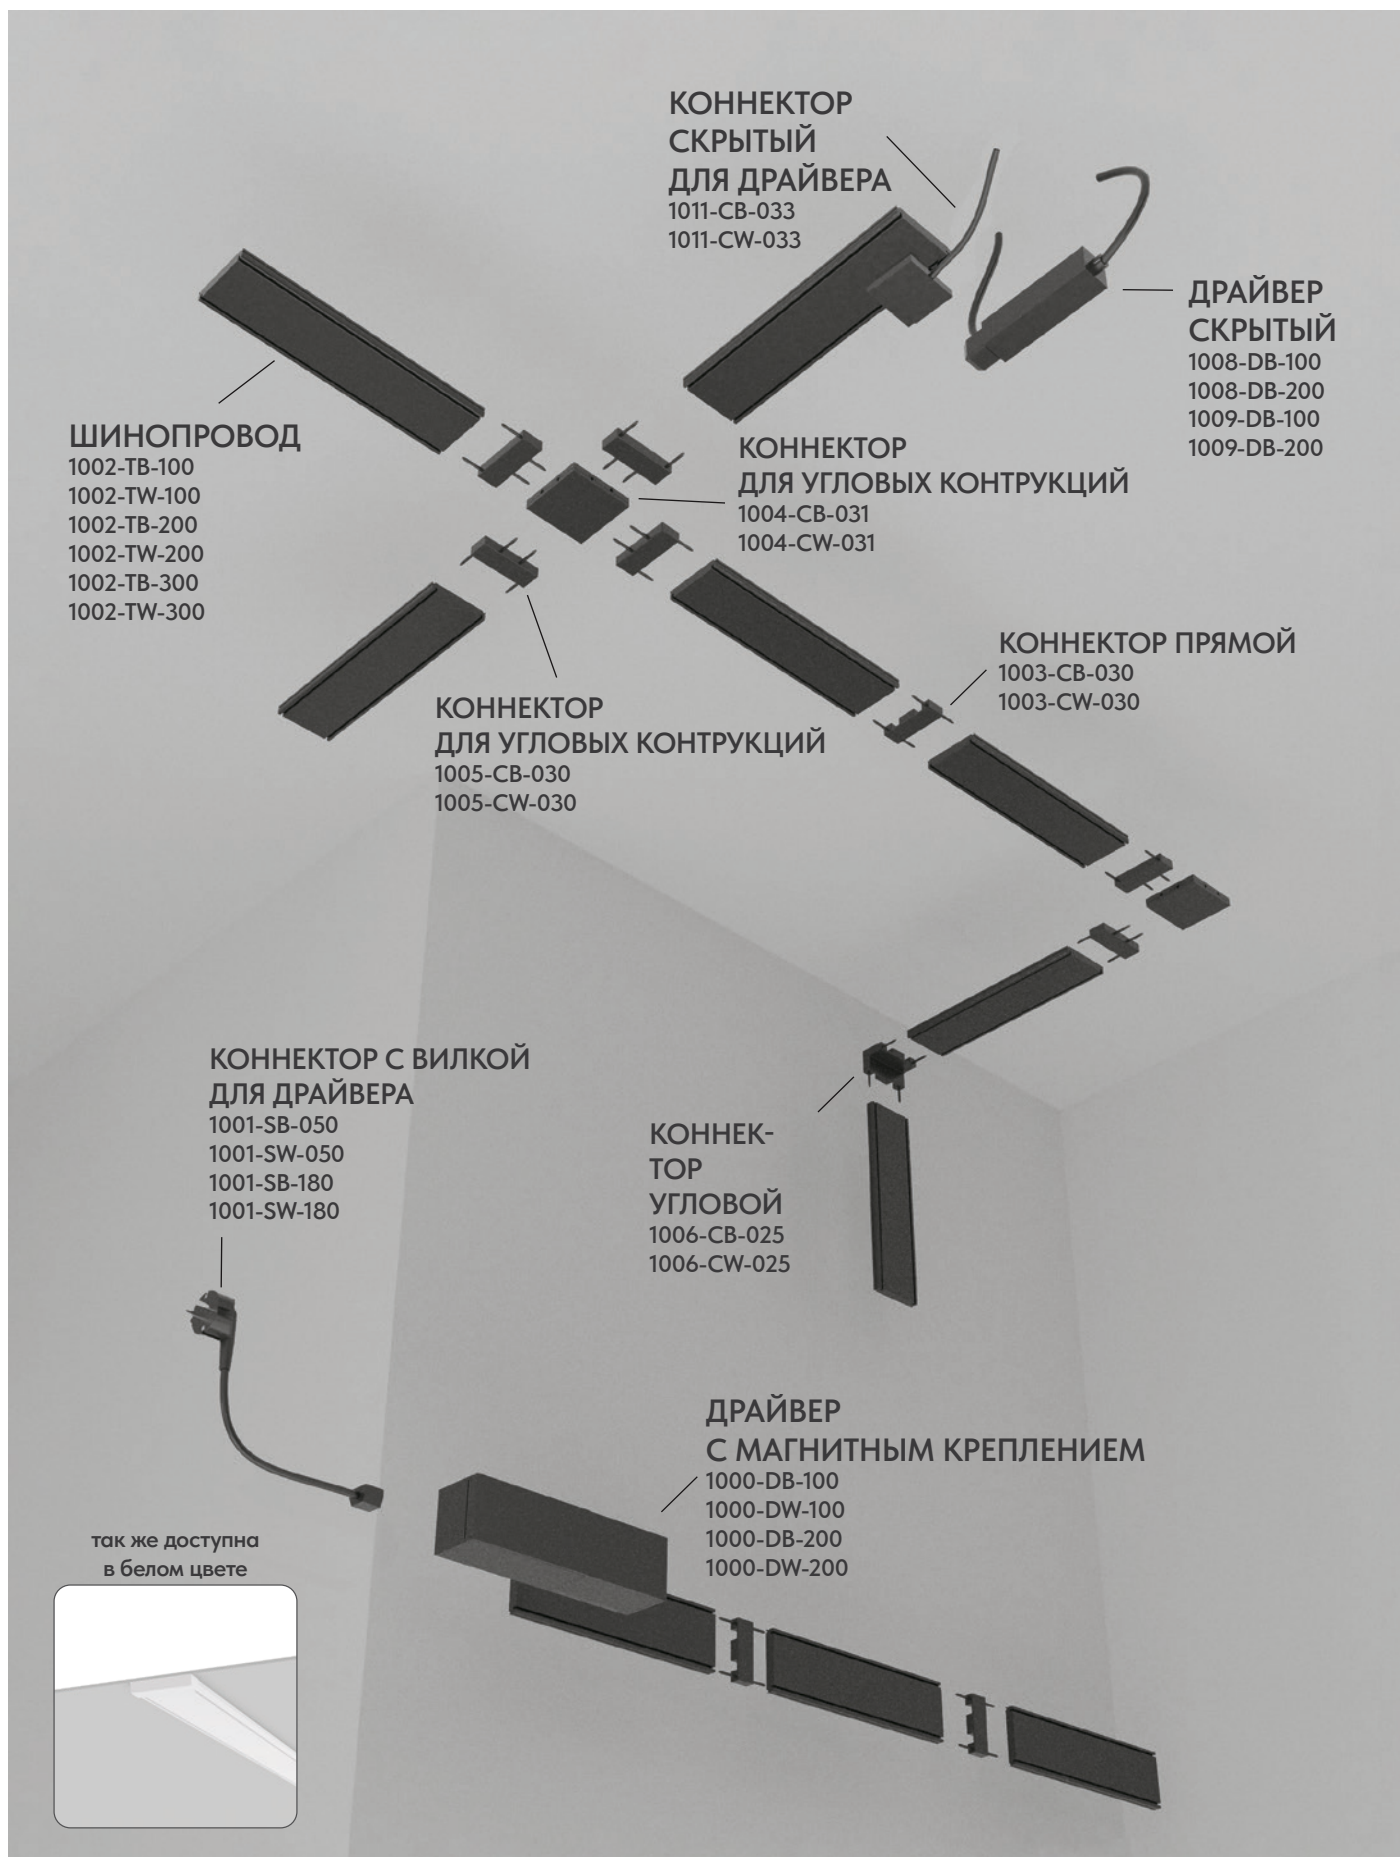 КОННЕКТОР
СКРЫТЫЙ
ДЛЯ ДРАЙВЕРА
1011-CB-033
1011-CW-033
ДРАЙВЕР
СКРЫТЫЙ
1008-DB-100
1008-DB-200
1009-DB-100
1009-DB-200
ШИНОПРОВОД
1002-TB-100
1002-TW-100
1002-TB-200
1002-TW-200
1002-TB-300
1002-TW-300
КОННЕКТОР
ДЛЯ УГЛОВЫХ КОНТРУКЦИЙ
1004-CB-031
1004-CW-031
КОННЕКТОР ПРЯМОЙ
1003-CB-030
1003-CW-030
КОННЕКТОР
ДЛЯ УГЛОВЫХ КОНТРУКЦИЙ
1005-CB-030
1005-CW-030
КОННЕКТОР С ВИЛКОЙ
ДЛЯ ДРАЙВЕРА
1001-SB-050
1001-SW-050
1001-SB-180
1001-SW-180
КОННЕК-
ТОР
УГЛОВОЙ
1006-CB-025
1006-CW-025
ДРАЙВЕР
С МАГНИТНЫМ КРЕПЛЕНИЕМ
1000-DB-100
1000-DW-100
1000-DB-200
1000-DW-200
так же доступна
в белом цвете